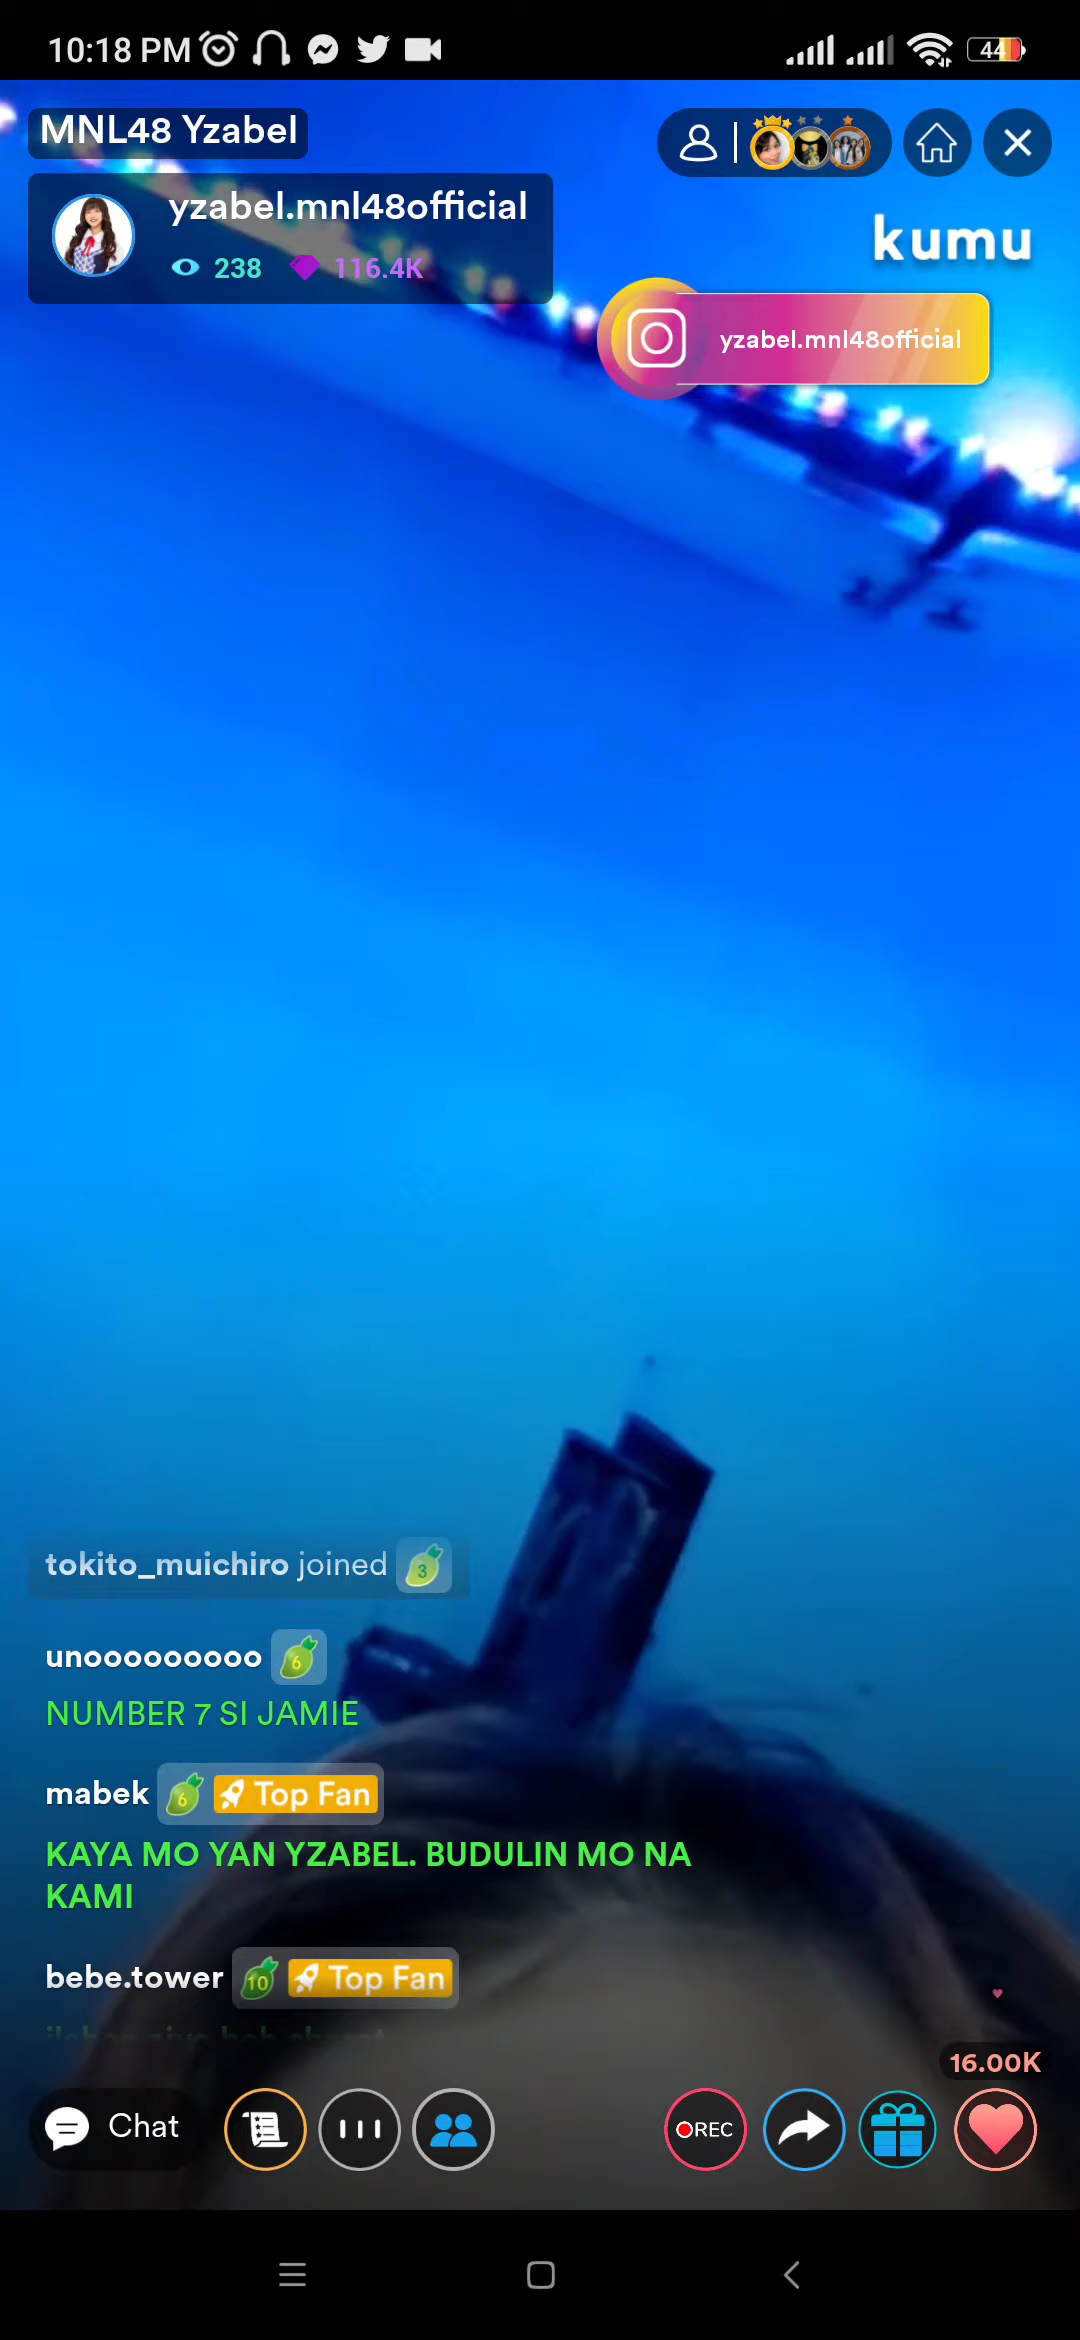 10:18 PM
44
MNL48 Yzabel
yzabel.mnl48official
238 116.4K
kumu
yzabel.mnl48official
tokito_muichiro joined 3
unooooooooo 6
NUMBER 7 SI JAMIE
mabek 6 Top Fan
KAYA MO YAN YZABEL. BUDULIN MO NA
KAMI
bebe.tower 10 Top Fan
16.00K
Chat
REC